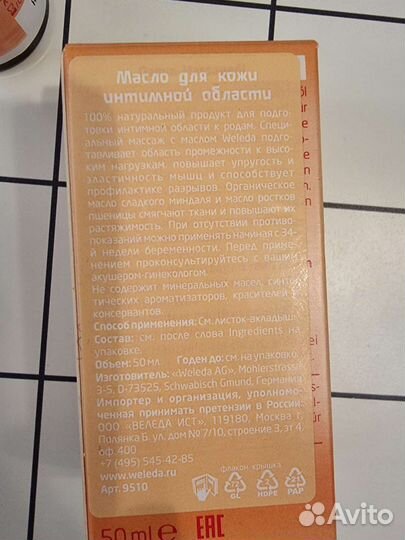 Масло для кожи
интимной области
100% натуральный продукт для подго-
товки интимной области к родам. Специ-
альный массаж с маслом Weleda подго-
тавливает область промежности к высо-
ким нагрузкам, повышает упругость и
эластичность мышц и способствует
профилактике разрывов. Органическое
масло сладкого миндаля и масло ростков
пшеницы смягчают ткани и повышают их
растяжимость. При отсутствии противо-
показаний можно применять начиная с 34-
й недели беременности. Перед приме-
нением проконсультируйтесь с вашим
акушером-гинекологом.
Не содержит минеральных масел, синте-
тических ароматизаторов, красителей и
консервантов.
Способ применения: См. листок-вкладыш.
Состав: см. после слова Ingredients на
упаковке.
Объем: 50 мл. Годен до: см. на упаковке.
Изготовитель: «Weleda AG», Mohlerstrasse
3-5, D-73525, Schwabisch Gmund, Германия
Импортер и организация, уполномо-
ченная принимать претензии в России:
ООО «ВЕЛЕДА ИСТ», 119180, Москва г,
Полянка Б. ул, дом № 7/10, строение 3, эт 4,
оф. 400
+7 (495) 545-42-85
www.weleda.ru
Арт. 9510
флакон крышка
70
GL
2
HDPE
21
PAP
50 ml e EAC
Avito